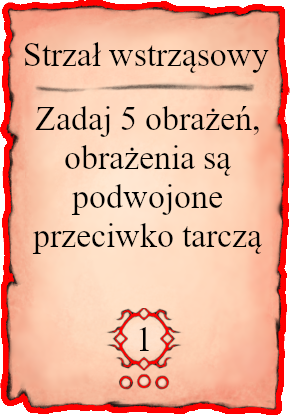 Strzał wstrząsowy
Zadaj 5 obrażeń,
obrażenia są
podwojone
przeciwko tarczą
1